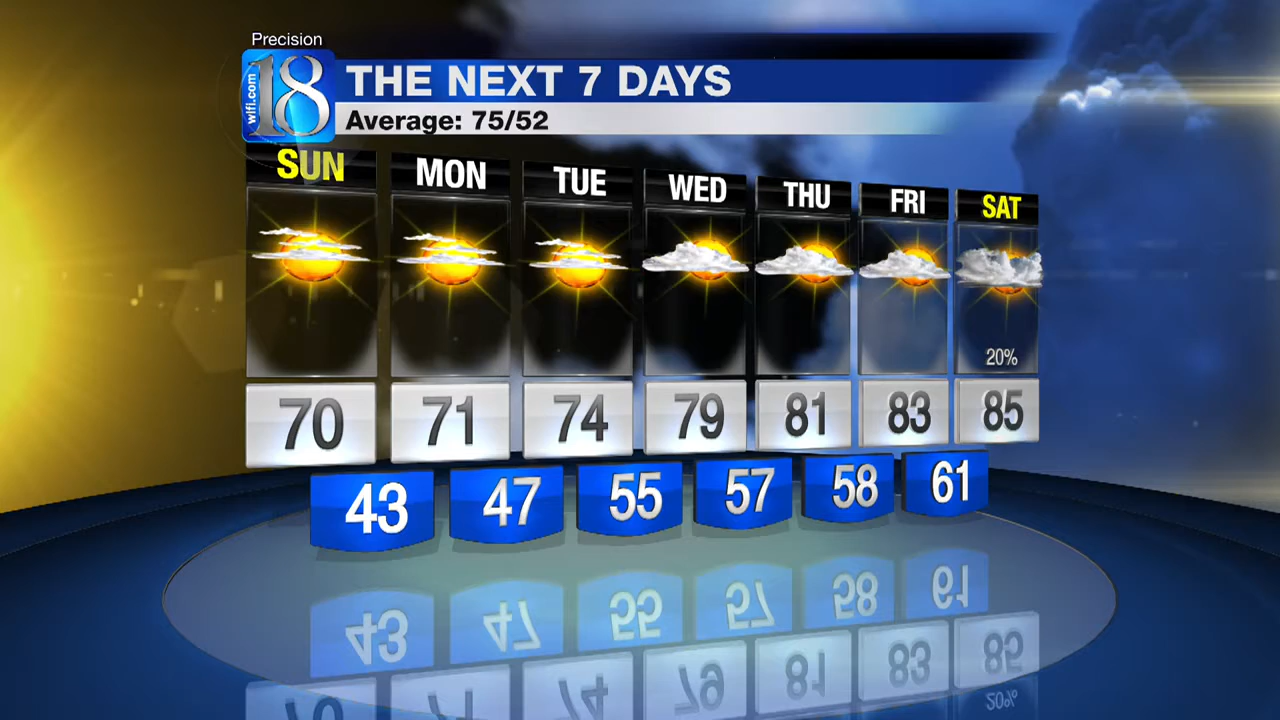 Precision
wlfi.com
18
THE NEXT 7 DAYS
Average: 75/52
SUN MON TUE WED THU FRI SAT
20%
70 71 74 79 81 83 85
43 47 55 57 58 61